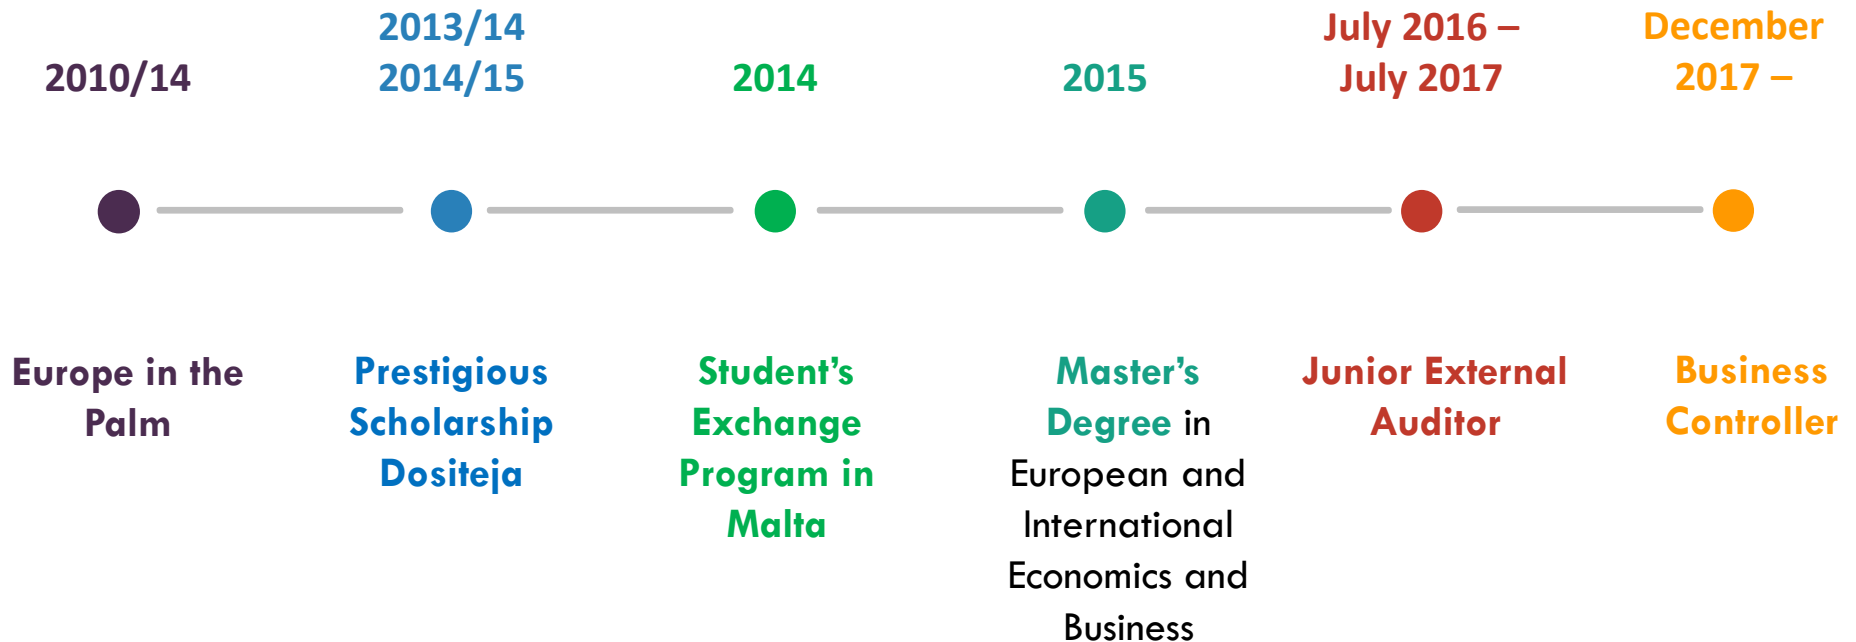 2010/14
2013/14
2014/15
2014
2015
July 2016 –
July 2017
December
2017 –
Europe in the
Palm
Prestigious
Scholarship
Dositeja
Student’s
Exchange
Program in
Malta
Master’s
Degree in
European and
International
Economics and
Business
Junior External
Auditor
Business
Controller